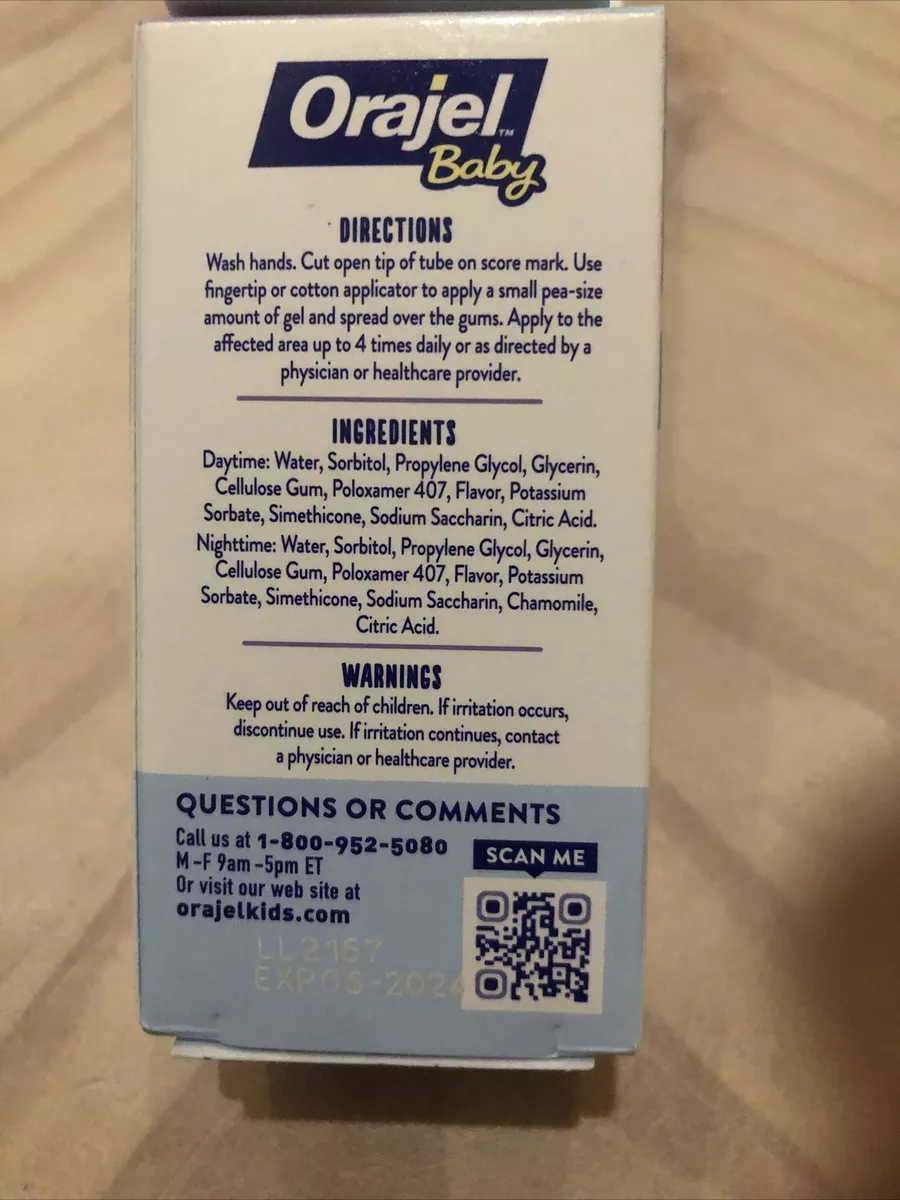 Orajel™
Baby
DIRECTIONS
Wash hands. Cut open tip of tube on score mark. Use
fingertip or cotton applicator to apply a small pea-size
amount of gel and spread over the gums. Apply to the
affected area up to 4 times daily or as directed by a
physician or healthcare provider.
INGREDIENTS
Daytime: Water, Sorbitol, Propylene Glycol, Glycerin,
Cellulose Gum, Poloxamer 407, Flavor, Potassium
Sorbate, Simethicone, Sodium Saccharin, Citric Acid.
Nighttime: Water, Sorbitol, Propylene Glycol, Glycerin,
Cellulose Gum, Poloxamer 407, Flavor, Potassium
Sorbate, Simethicone, Sodium Saccharin, Chamomile,
Citric Acid.
WARNINGS
Keep out of reach of children. If irritation occurs,
discontinue use. If irritation continues, contact
a physician or healthcare provider.
QUESTIONS OR COMMENTS
Call us at 1-800-952-5080
M-F 9am-5pm ET
Or visit our web site at
orajelkids.com
SCAN ME
LL2157